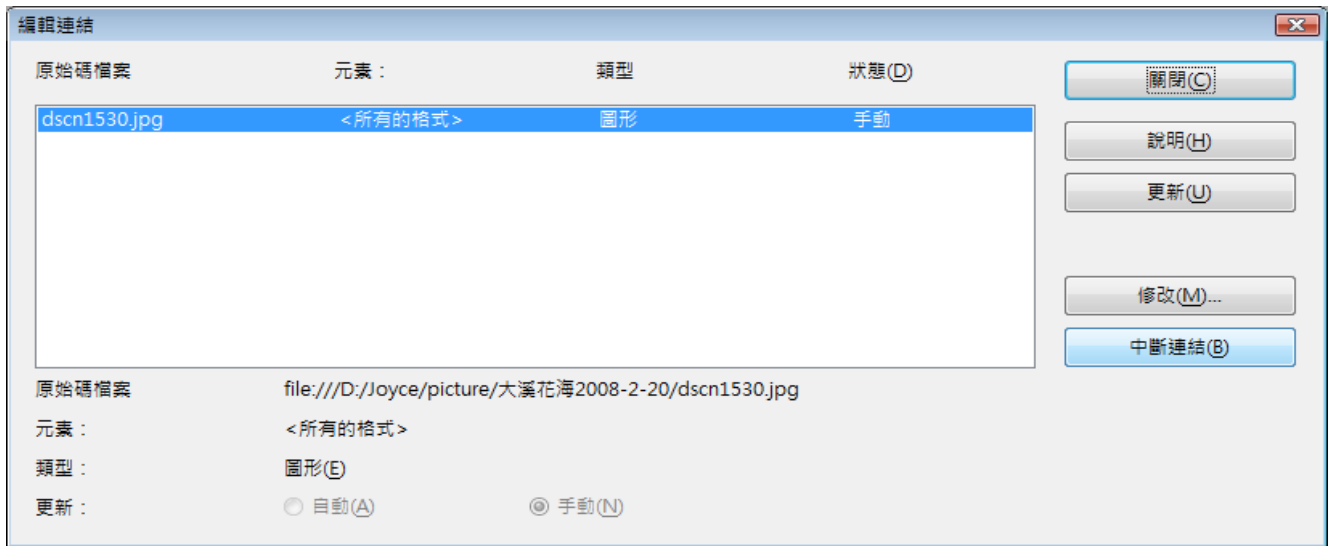 編輯連結
原始碼檔案 元素： 類型 狀態(D)
關閉(C)
dscn1530.jpg <所有的格式> 圖形 手動
說明(H)
更新(U)
修改(M)...
中斷連結(B)
原始碼檔案 file:///D:/Joyce/picture/大溪花海2008-2-20/dscn1530.jpg
元素： <所有的格式>
類型： 圖形(E)
更新： 自動(A) 手動(N)